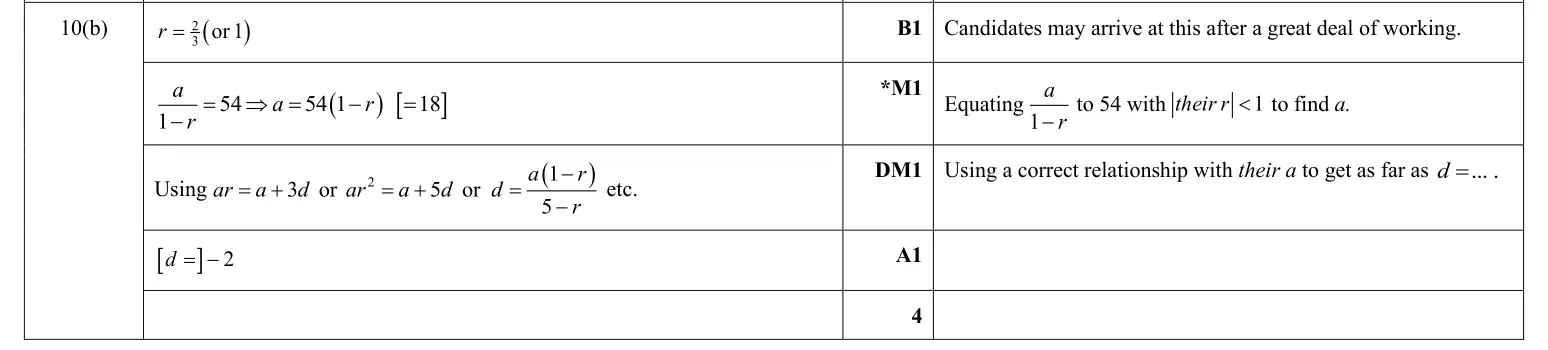 10(b) r = 2/3 (or 1) B1 Candidates may arrive at this after a great deal of working.
a/(1−r) = 54 ⇒ a = 54(1−r) [=18] *M1 Equating a/(1−r) to 54 with |their r| < 1 to find a.
Using ar = a + 3d or ar² = a + 5d or d = a(1−r)/(5−r) etc. DM1 Using a correct relationship with their a to get as far as d = ... .
[d =] − 2 A1
4